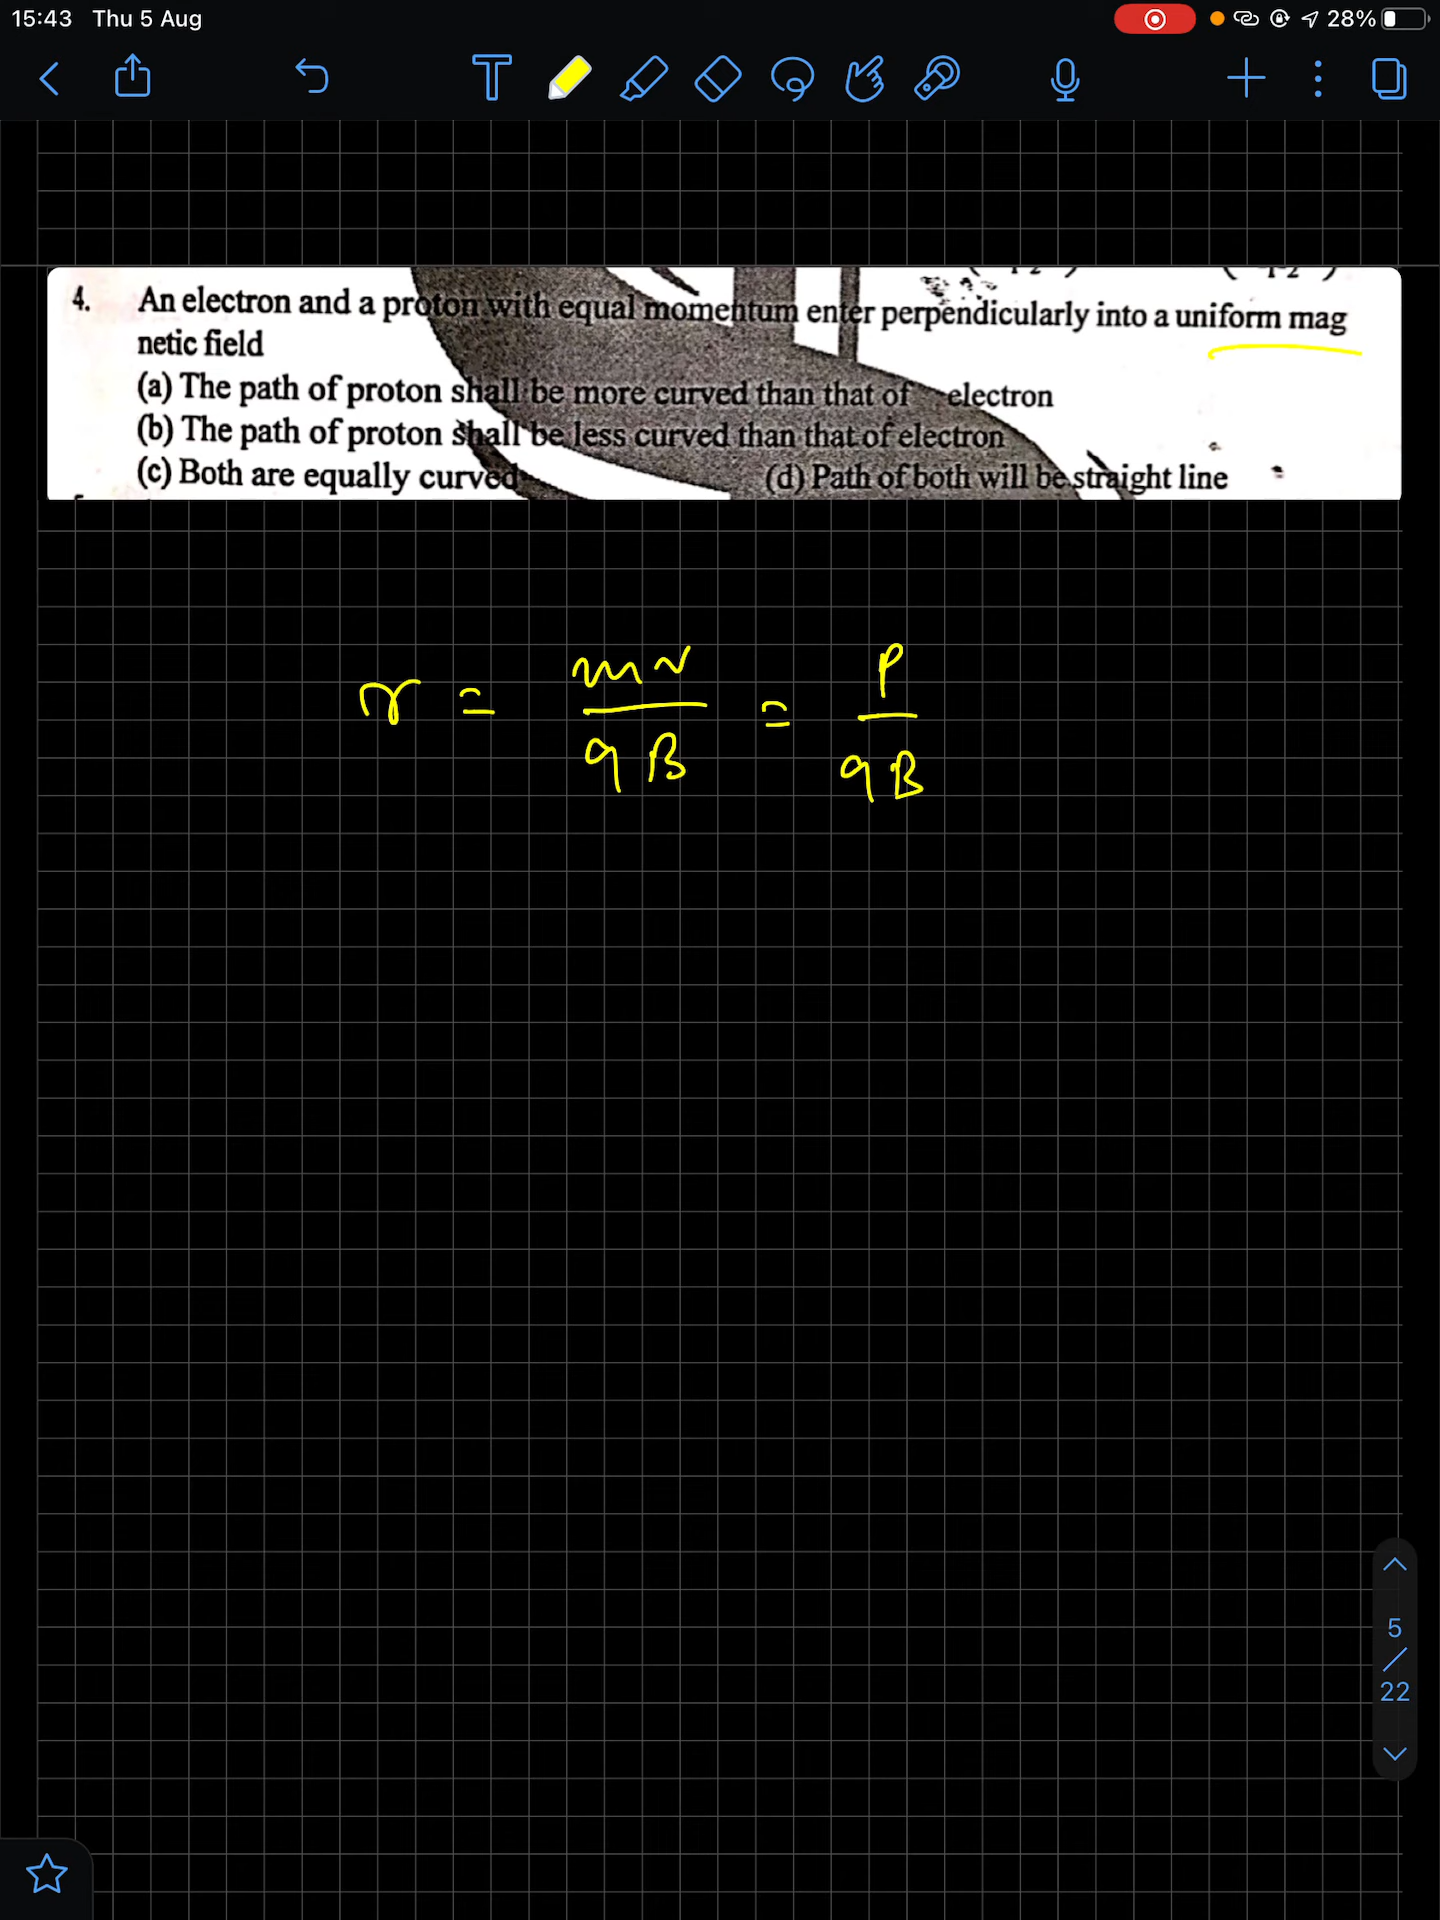 15:43 Thu 5 Aug 28%
4. An electron and a proton with equal momentum enter perpendicularly into a uniform mag
netic field
(a) The path of proton shall be more curved than that of electron
(b) The path of proton shall be less curved than that of electron
(c) Both are equally curved (d) Path of both will be straight line
r = mv/qB = P/qB
5
/
22